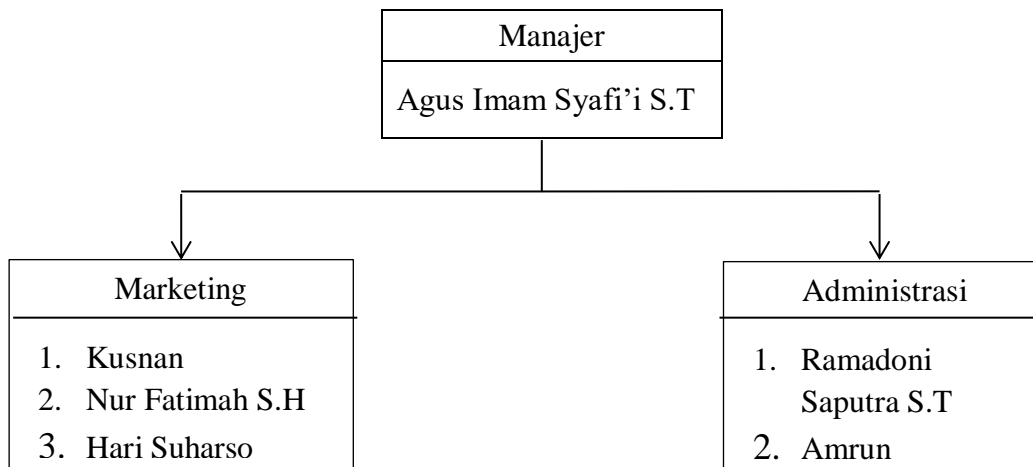 Manajer
Agus Imam Syafi’i S.T
Marketing
1. Kusnan
2. Nur Fatimah S.H
3. Hari Suharso
Administrasi
1. Ramadoni
Saputra S.T
2. Amrun